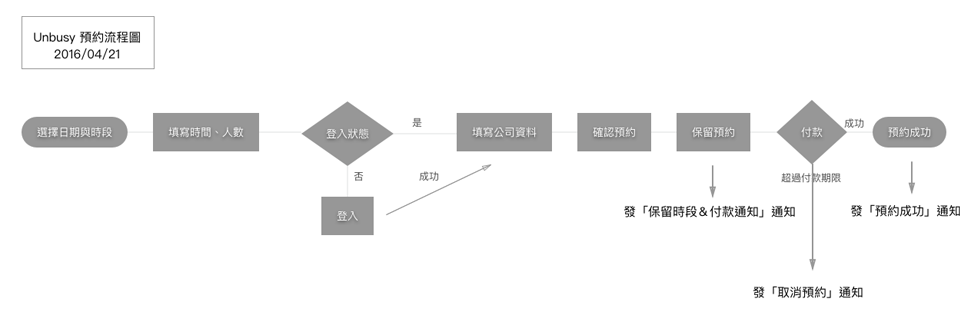 Unbusy 預約流程圖
2016/04/21
選擇日期與時段
填寫時間、人數
登入狀態
是
填寫公司資料
確認預約
保留預約
付款
成功
預約成功
否
成功
超過付款期限
登入
發「保留時段＆付款通知」通知
發「預約成功」通知
發「取消預約」通知